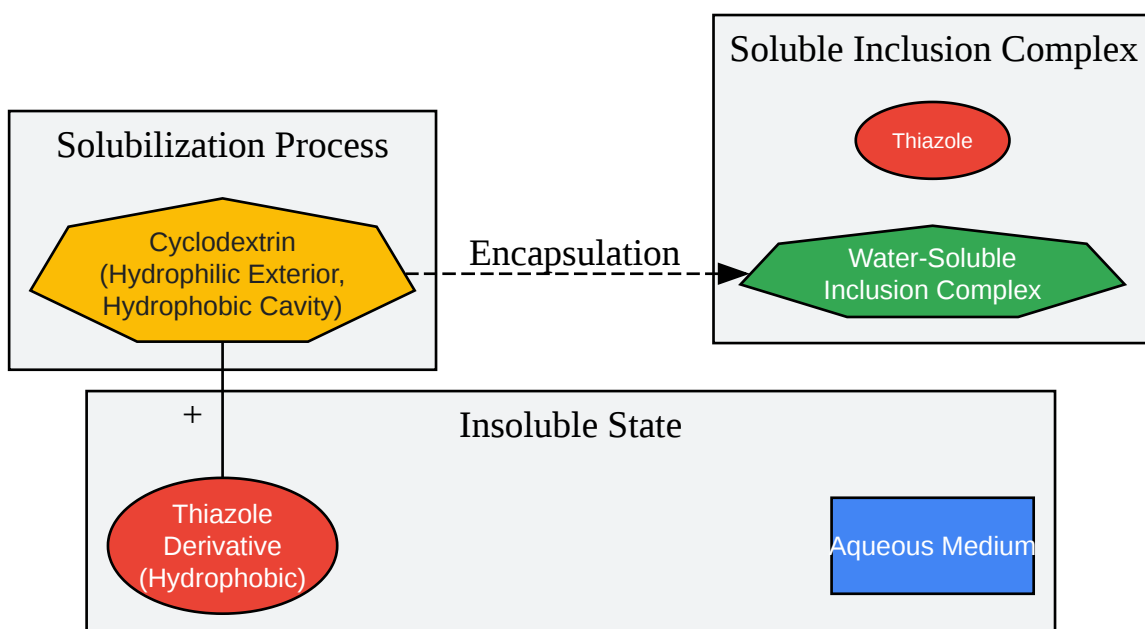 Soluble Inclusion Complex
Thiazole
Water-Soluble
Inclusion Complex
Solubilization Process
Cyclodextrin
(Hydrophilic Exterior,
Hydrophobic Cavity)
Encapsulation
+
Insoluble State
Thiazole
Derivative
(Hydrophobic)
Aqueous Medium